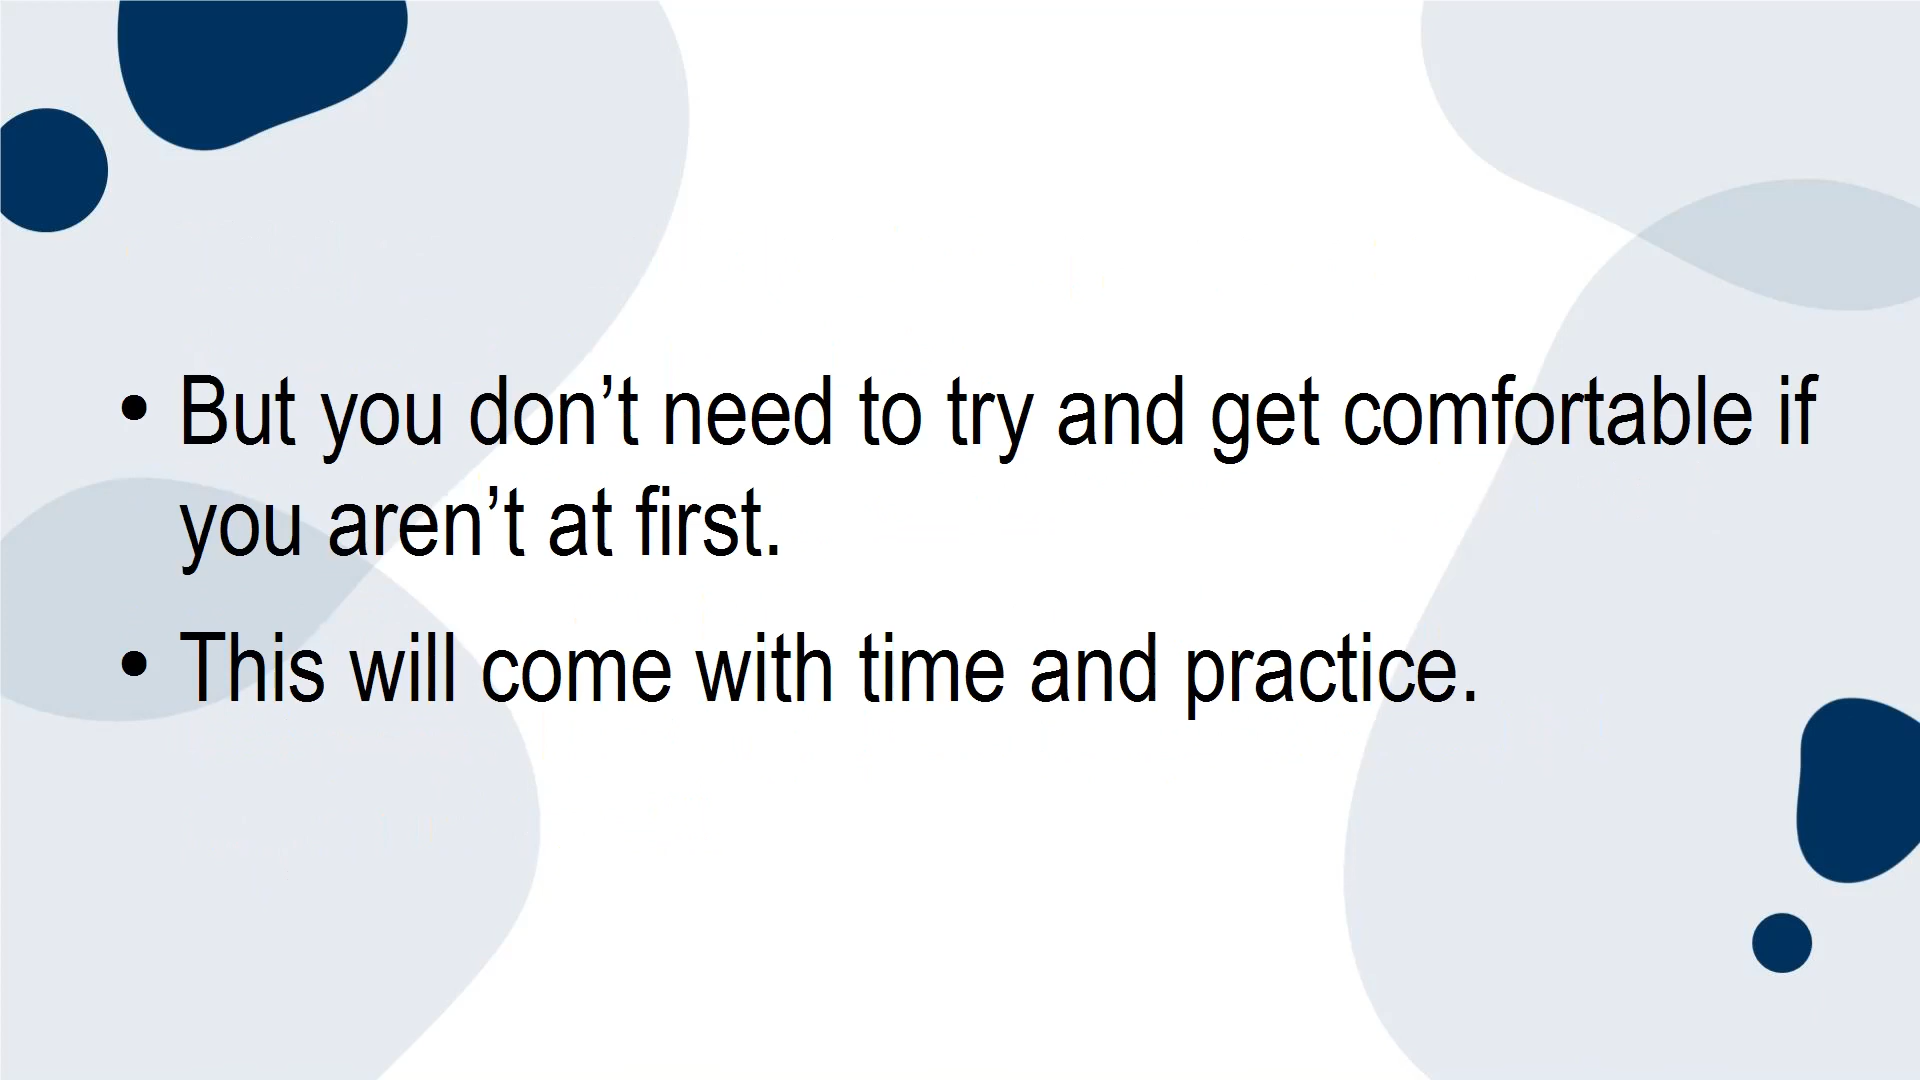 • But you don’t need to try and get comfortable if
you aren’t at first.
• This will come with time and practice.